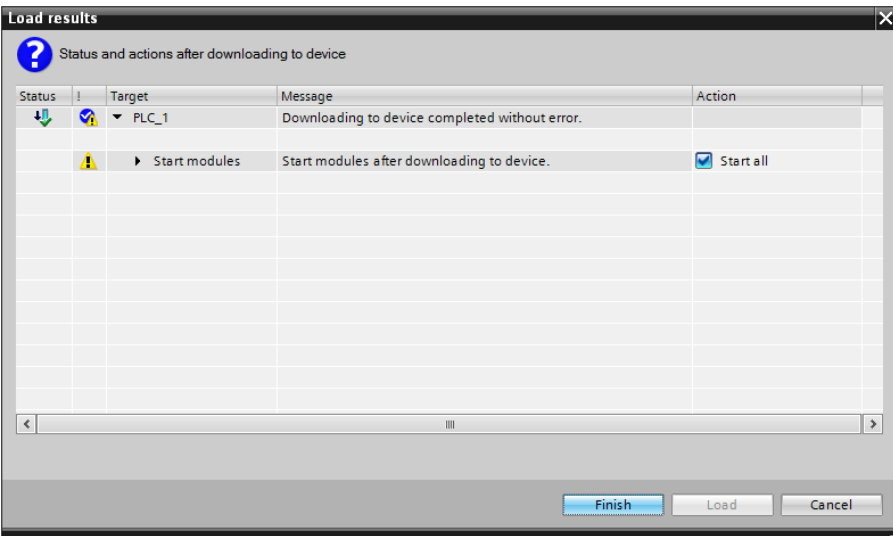 Load results
Status and actions after downloading to device
Status ! Target Message Action
PLC_1 Downloading to device completed without error.
Start modules Start modules after downloading to device. Start all
Finish Load Cancel